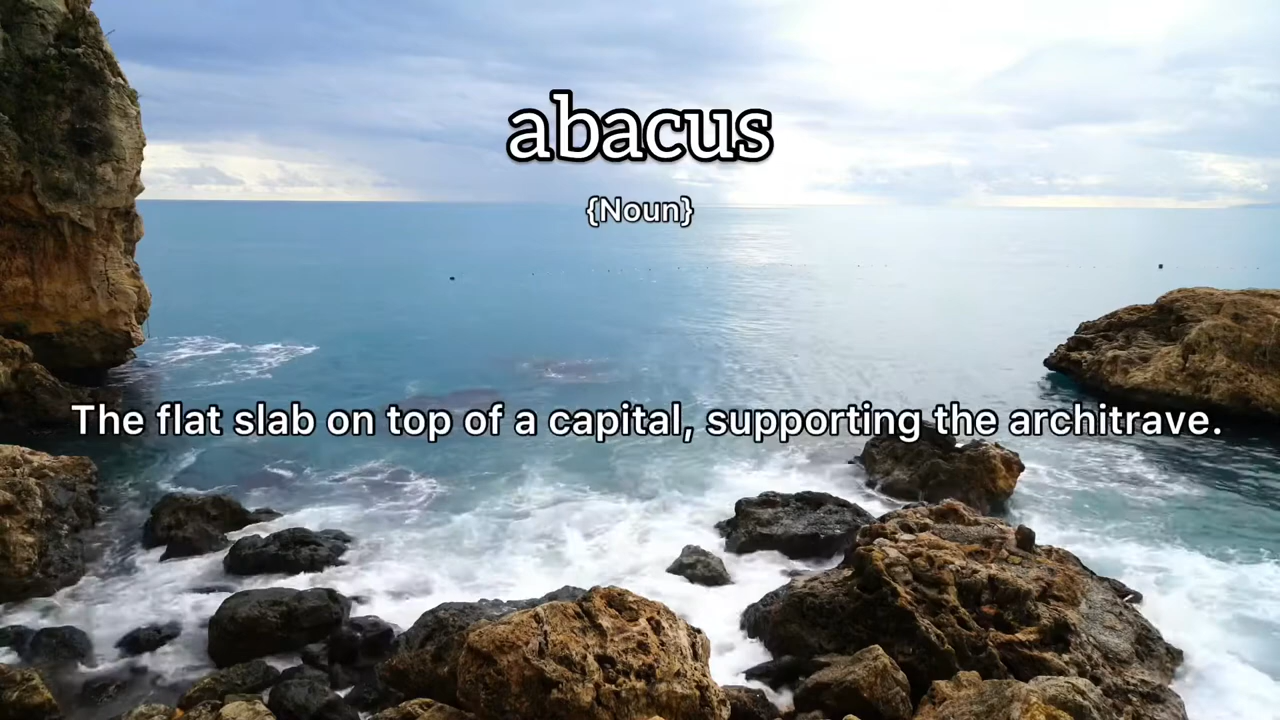 abacus
{Noun}
The flat slab on top of a capital, supporting the architrave.